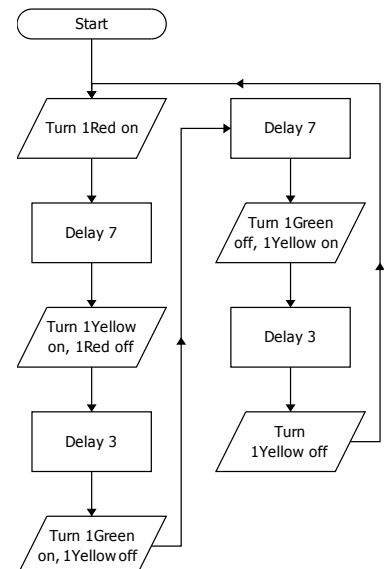 Start
Turn 1Red on
Delay 7
Turn 1Yellow
on, 1Red off
Delay 3
Turn 1Green
on, 1Yellow off
Delay 7
Turn 1Green
off, 1Yellow on
Delay 3
Turn
1Yellow off